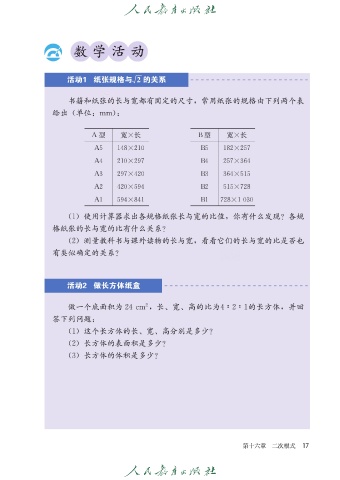 人民教育出版社
数学活动
活动1 纸张规格与√2的关系
书籍和纸张的长与宽都有固定的尺寸，常用纸张的规格由下列两个表
给出（单位：mm）：
A型 宽×长 B型 宽×长
A5 148×210 B5 182×257
A4 210×297 B4 257×364
A3 297×420 B3 364×515
A2 420×594 B2 515×728
A1 594×841 B1 728×1 030
（1）使用计算器求出各规格纸张长与宽的比值，你有什么发现？各规
格纸张的长与宽的比有什么关系？
（2）测量教科书与课外读物的长与宽，看看它们的长与宽的比是否也
有类似确定的关系？
活动2 做长方体纸盒
做一个底面积为24 cm²，长、宽、高的比为4∶2∶1的长方体，并回
答下列问题：
（1）这个长方体的长、宽、高分别是多少？
（2）长方体的表面积是多少？
（3）长方体的体积是多少？
第十六章 二次根式 17
人民教育出版社